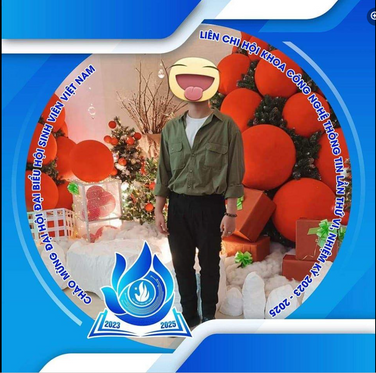 CHÀO MỪNG ĐẠI HỘI ĐẠI BIỂU HỘI SINH VIÊN VIỆT NAM
LIÊN CHI HỘI KHOA CÔNG NGHỆ THÔNG TIN LẦN THỨ VI, NHIỆM KỲ 2023 - 2025
2023
2025